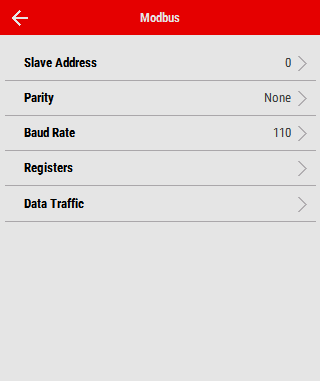 Modbus
Slave Address 0
Parity None
Baud Rate 110
Registers
Data Traffic